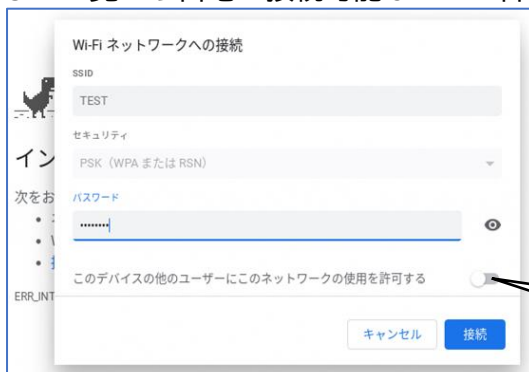 Wi-Fi ネットワークへの接続
SSID
TEST
セキュリティ
PSK（WPA または RSN）
イン
パスワード
次をお
••••••••
このデバイスの他のユーザーにこのネットワークの使用を許可する
ERR_INT
キャンセル 接続